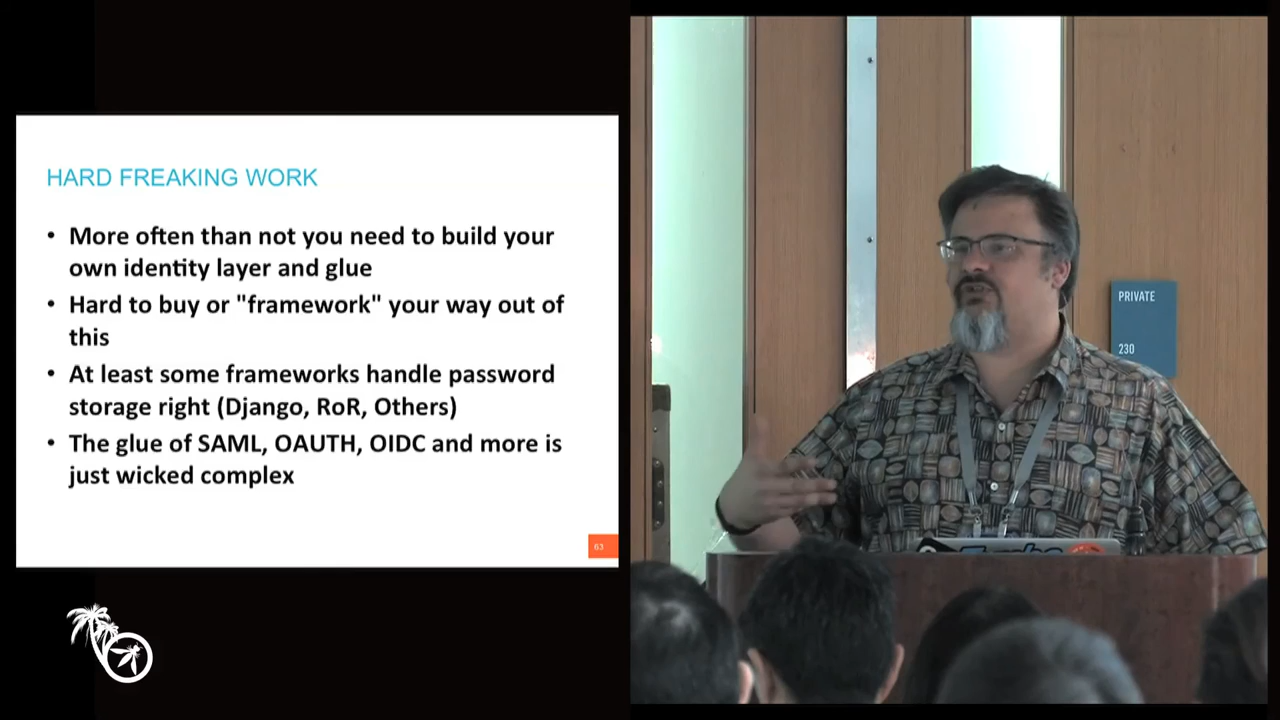 HARD FREAKING WORK
• More often than not you need to build your
own identity layer and glue
• Hard to buy or "framework" your way out of
this
• At least some frameworks handle password
storage right (Django, RoR, Others)
• The glue of SAML, OAUTH, OIDC and more is
just wicked complex
63
PRIVATE
230